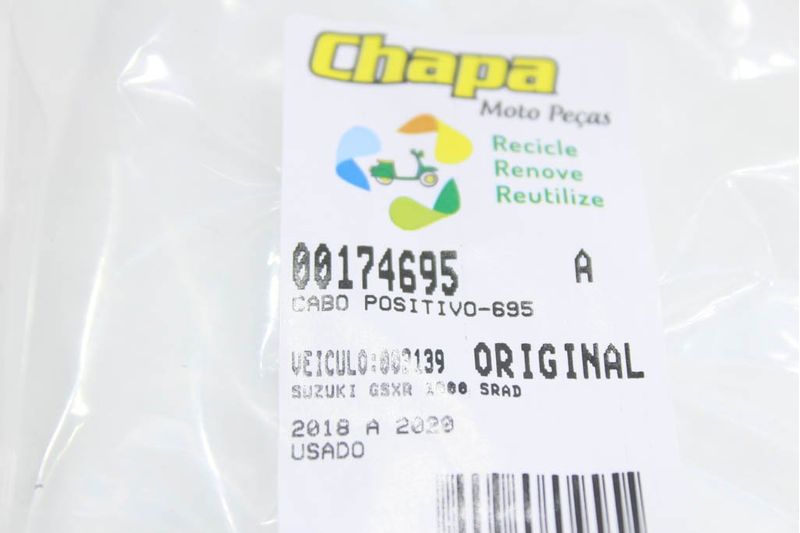 Chapa
Moto Peças
Recicle
Renove
Reutilize
00174695 A
CABO POSITIVO-695
VEICULO: ORIGINAL
SUZUKI GSXR 1000 SRAD
2018 A 2020
USADO